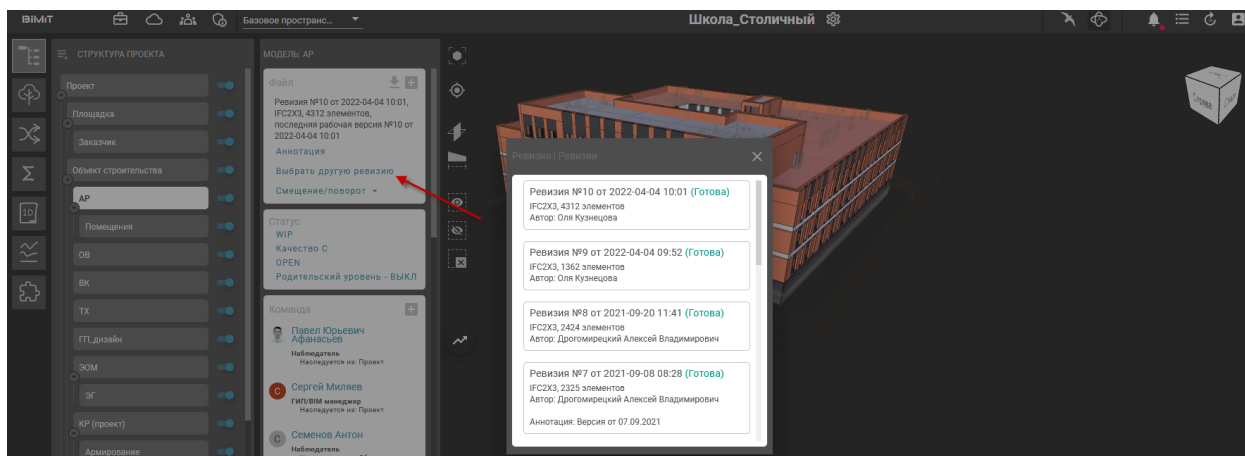 BIMIT
Базовое пространс...
Школа_Столичный
СТРУКТУРА ПРОЕКТА
Проект
Площадка
Заказчик
Объект строительства
АР
Помещения
ОВ
ВК
ТХ
ГП_дизайн
ЭОМ
ЭГ
КР (проект)
Армирование
МОДЕЛЬ: АР
Файл
Ревизия №10 от 2022-04-04 10:01,
IFC2X3, 4312 элементов,
последняя рабочая версия №10 от
2022-04-04 10:01
Аннотация
Выбрать другую ревизию
Смещение/поворот
Статус
WIP
Качество C
OPEN
Родительский уровень - ВЫКЛ
Команда
Павел Юрьевич
Афанасьев
Наблюдатель
Наследуется из: Проект
С
Сергей Миляев
ГИП/BIM менеджер
Наследуется из: Проект
С
Семенов Антон
Наблюдатель
2D
Ревизия | Ревизии
Ревизия №10 от 2022-04-04 10:01 (Готова)
IFC2X3, 4312 элементов
Автор: Оля Кузнецова
Ревизия №9 от 2022-04-04 09:52 (Готова)
IFC2X3, 1362 элементов
Автор: Оля Кузнецова
Ревизия №8 от 2021-09-20 11:41 (Готова)
IFC2X3, 2424 элементов
Автор: Дрогомирецкий Алексей Владимирович
Ревизия №7 от 2021-09-08 08:28 (Готова)
IFC2X3, 2325 элементов
Автор: Дрогомирецкий Алексей Владимирович
Аннотация: Версия от 07.09.2021
Слева